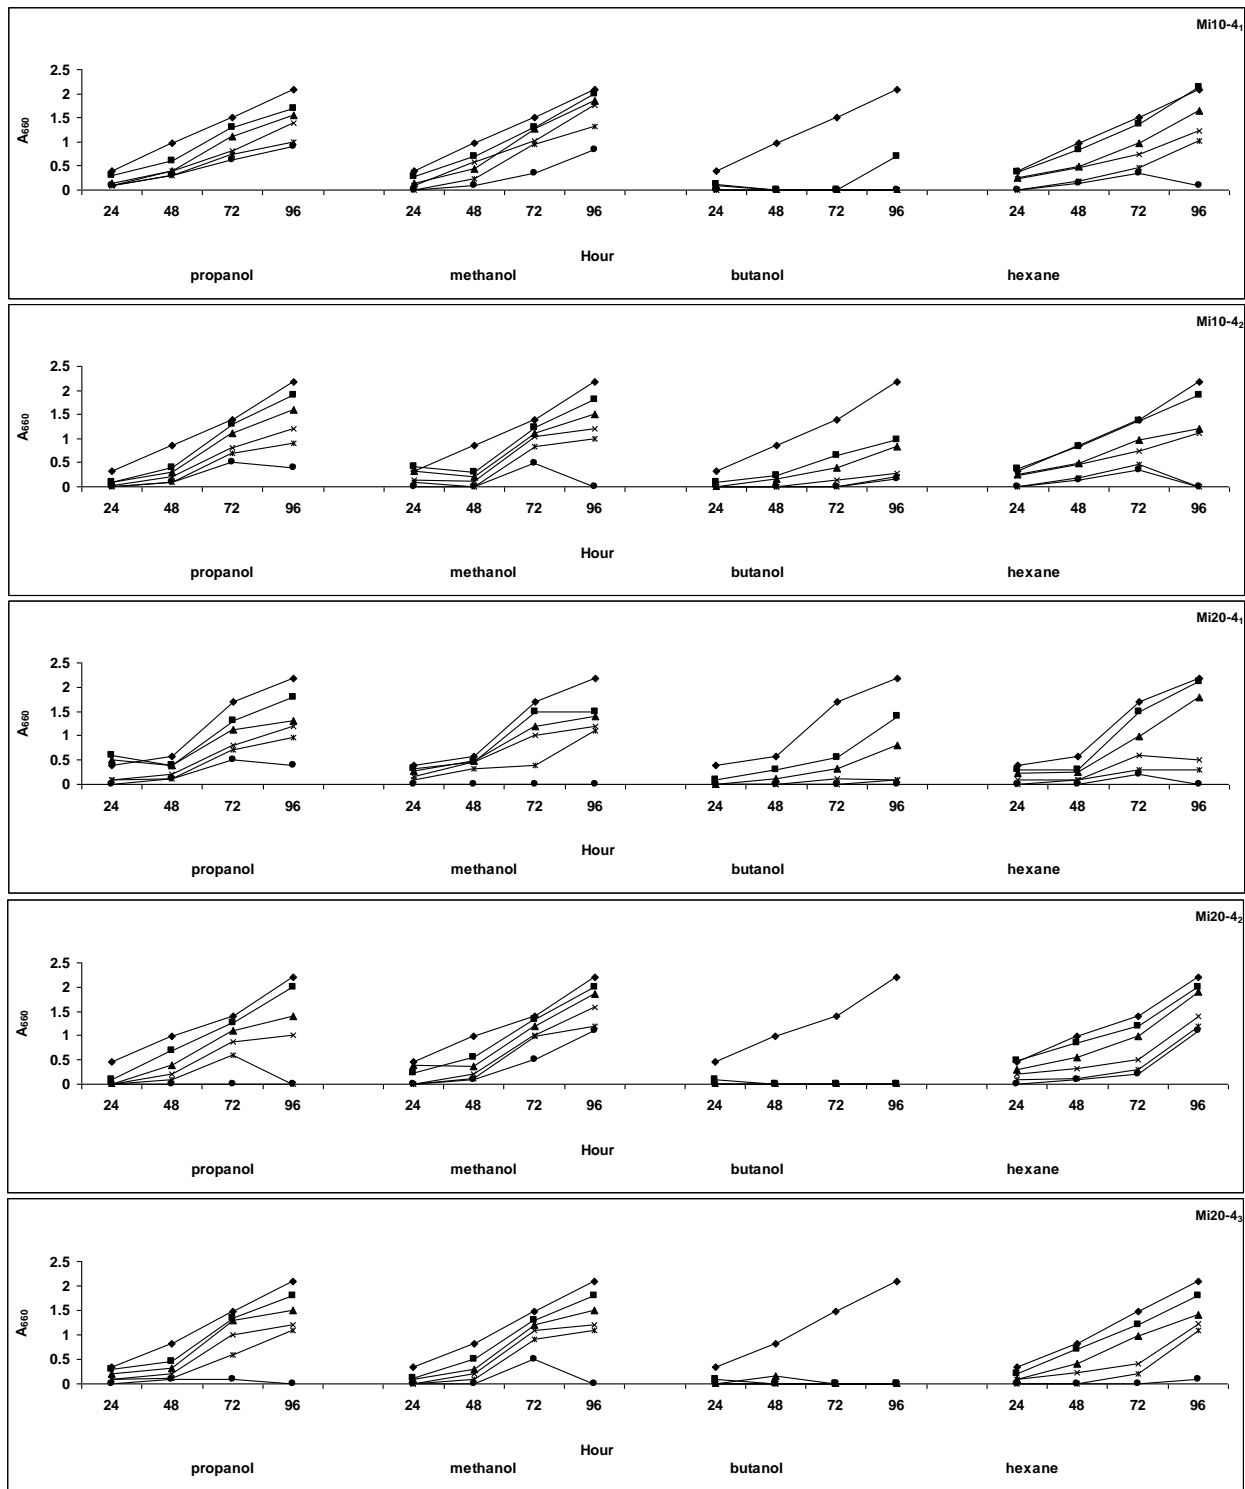 Mi10-4₁
2.5
2
1.5
1
0.5
0
A₆₆₀
24 48 72 96 24 48 72 96 24 48 72 96 24 48 72 96
Hour
propanol methanol butanol hexane
Mi10-4₂
2.5
2
1.5
1
0.5
0
A₆₆₀
24 48 72 96 24 48 72 96 24 48 72 96 24 48 72 96
Hour
propanol methanol butanol hexane
Mi20-4₁
2.5
2
1.5
1
0.5
0
A₆₆₀
24 48 72 96 24 48 72 96 24 48 72 96 24 48 72 96
Hour
propanol methanol butanol hexane
Mi20-4₂
2.5
2
1.5
1
0.5
0
A₆₆₀
24 48 72 96 24 48 72 96 24 48 72 96 24 48 72 96
Hour
propanol methanol butanol hexane
Mi20-4₃
2.5
2
1.5
1
0.5
0
A₆₆₀
24 48 72 96 24 48 72 96 24 48 72 96 24 48 72 96
Hour
propanol methanol butanol hexane